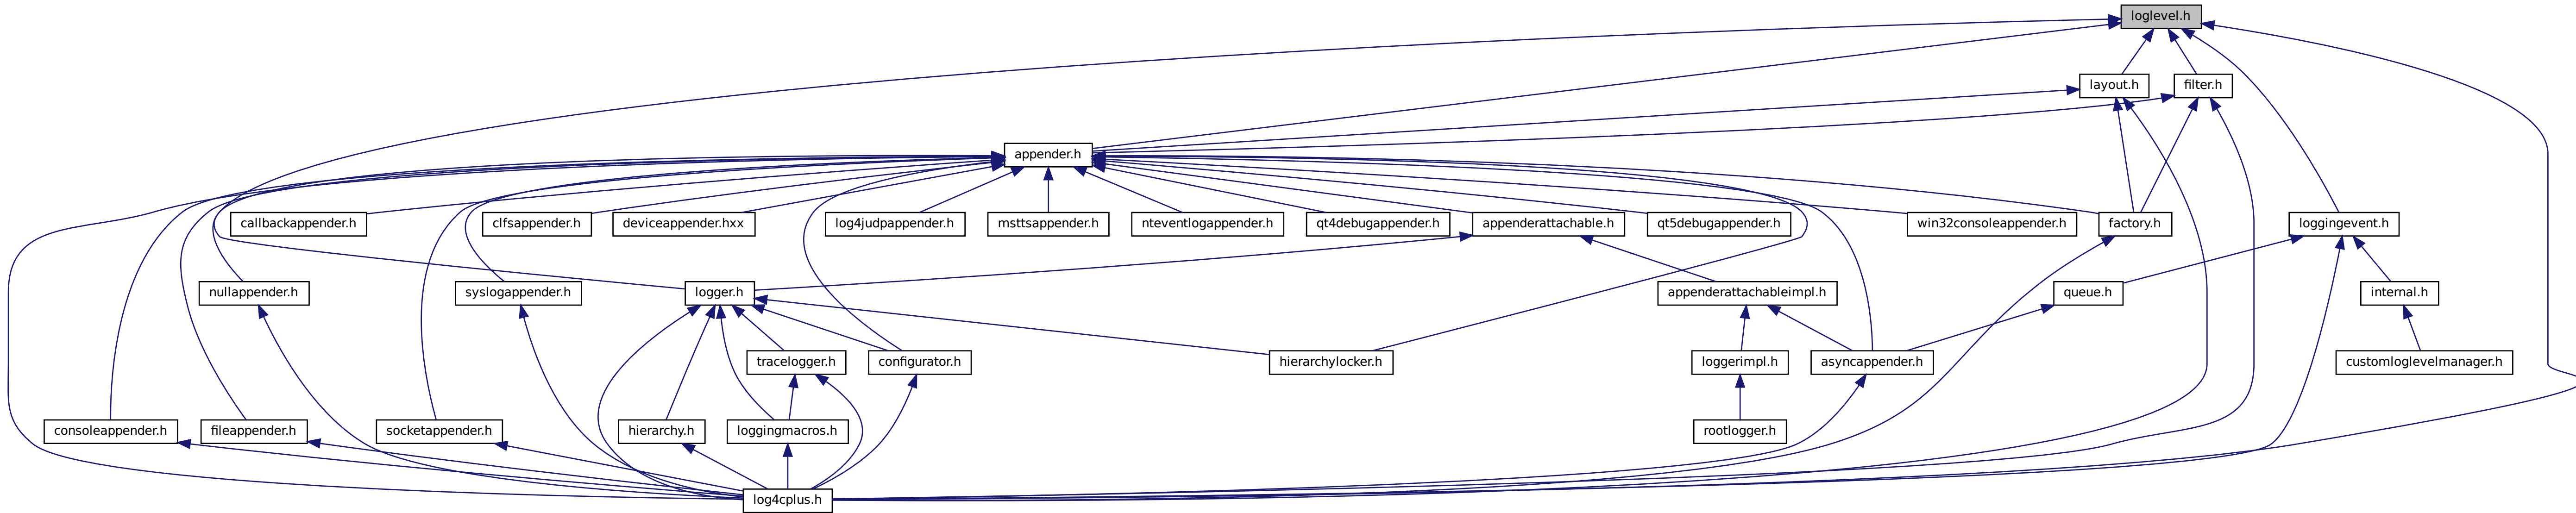 loglevel.h
layout.h
filter.h
appender.h
callbackappender.h
clfsappender.h
deviceappender.hxx
log4judpappender.h
msttsappender.h
nteventlogappender.h
qt4debugappender.h
appenderattachable.h
qt5debugappender.h
win32consoleappender.h
factory.h
loggingevent.h
nullappender.h
syslogappender.h
logger.h
appenderattachableimpl.h
queue.h
internal.h
tracelogger.h
configurator.h
hierarchylocker.h
loggerimpl.h
asyncappender.h
customloglevelmanager.h
consoleappender.h
fileappender.h
socketappender.h
hierarchy.h
loggingmacros.h
rootlogger.h
log4cplus.h